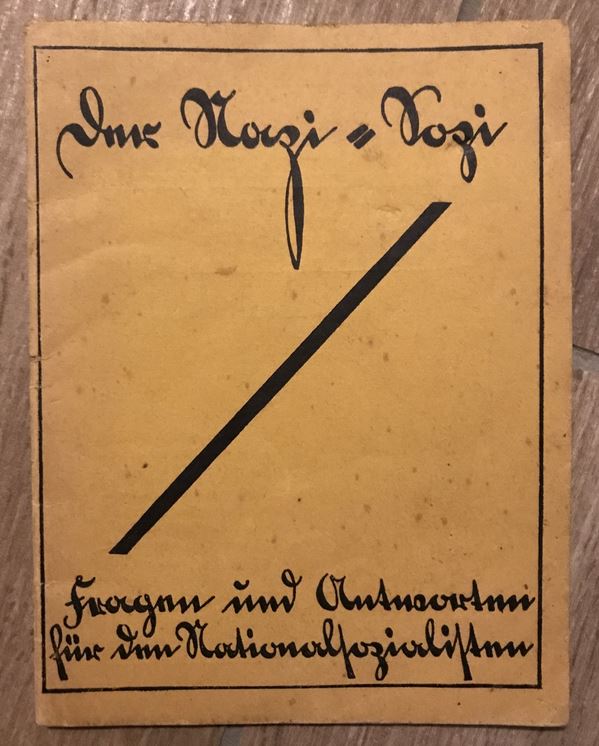 Der Nazi=Sozi
Fragen und Antworten
für den Nationalsozialisten